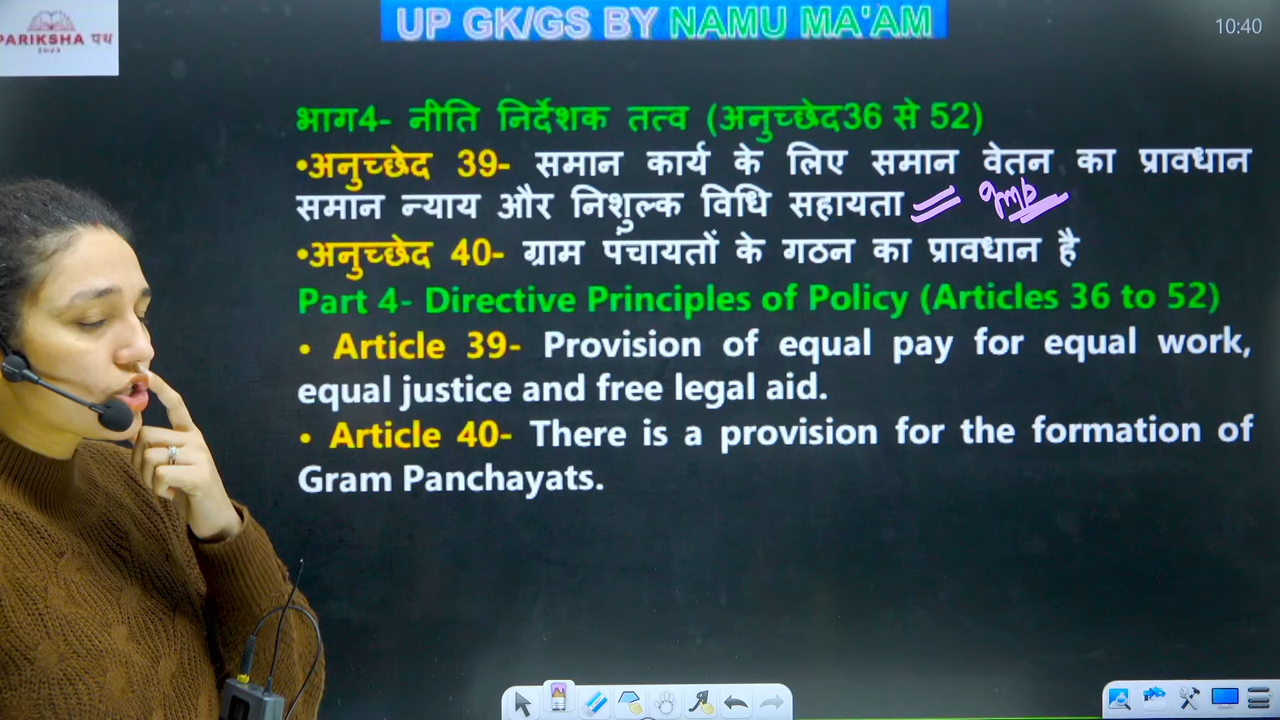 UP GK/GS BY NAMU MA'AM
10:40
PARIKSHA पथ
2023
भाग4- नीति निर्देशक तत्व (अनुच्छेद36 से 52)
•अनुच्छेद 39- समान कार्य के लिए समान वेतन का प्रावधान
समान न्याय और निशुल्क विधि सहायता
•अनुच्छेद 40- ग्राम पंचायतों के गठन का प्रावधान है
Part 4- Directive Principles of Policy (Articles 36 to 52)
• Article 39- Provision of equal pay for equal work,
equal justice and free legal aid.
• Article 40- There is a provision for the formation of
Gram Panchayats.